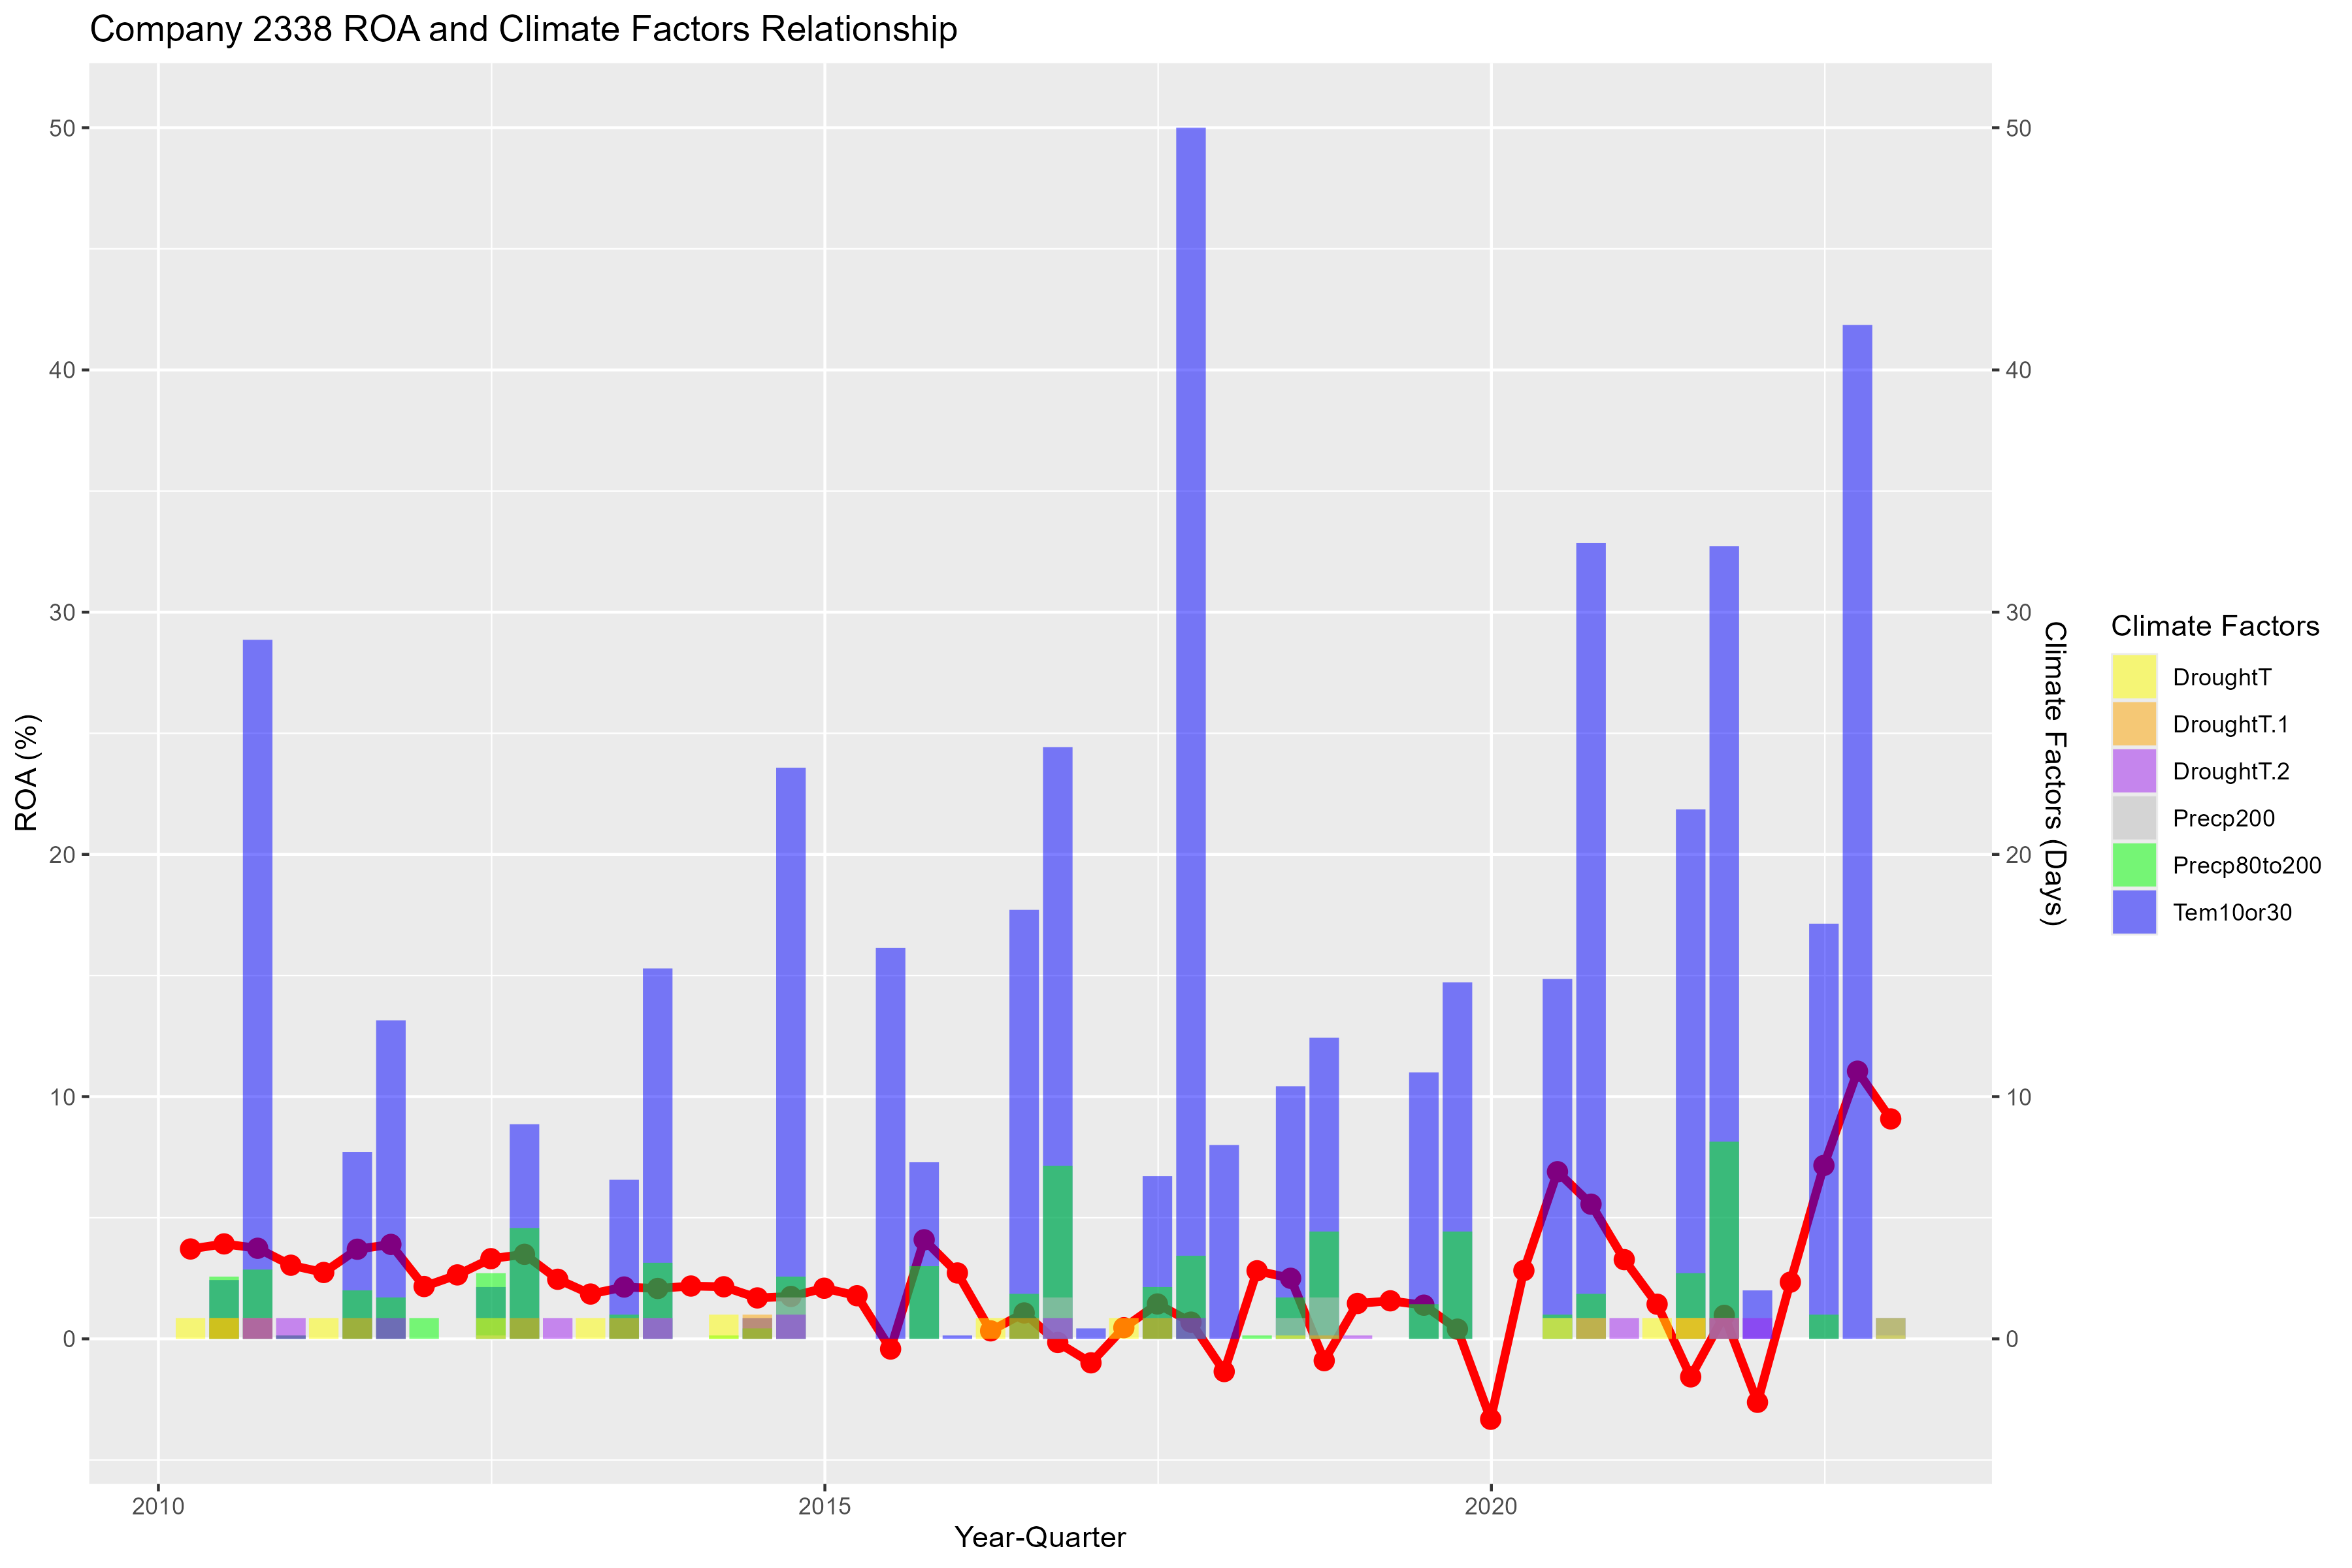 Company 2338 ROA and Climate Factors Relationship
50
40
30
20
10
0
ROA (%)
50
40
30
20
10
0
Climate Factors (Days)
2010
2015
2020
Year-Quarter
Climate Factors
DroughtT
DroughtT.1
DroughtT.2
Precp200
Precp80to200
Tem10or30